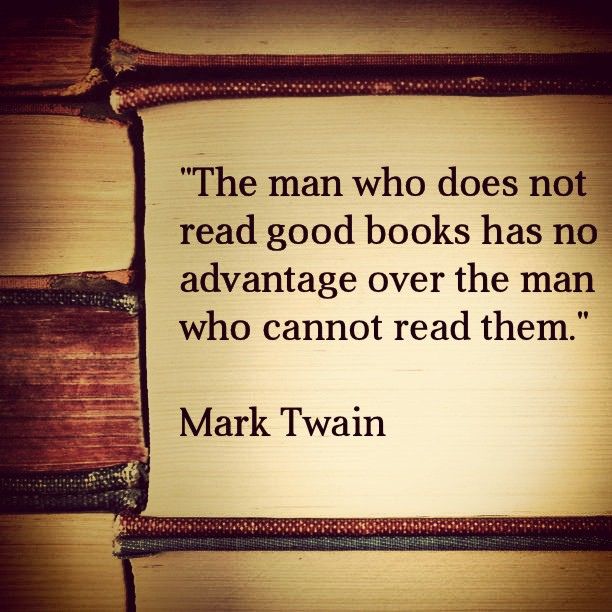 "The man who does not
read good books has no
advantage over the man
who cannot read them."
Mark Twain